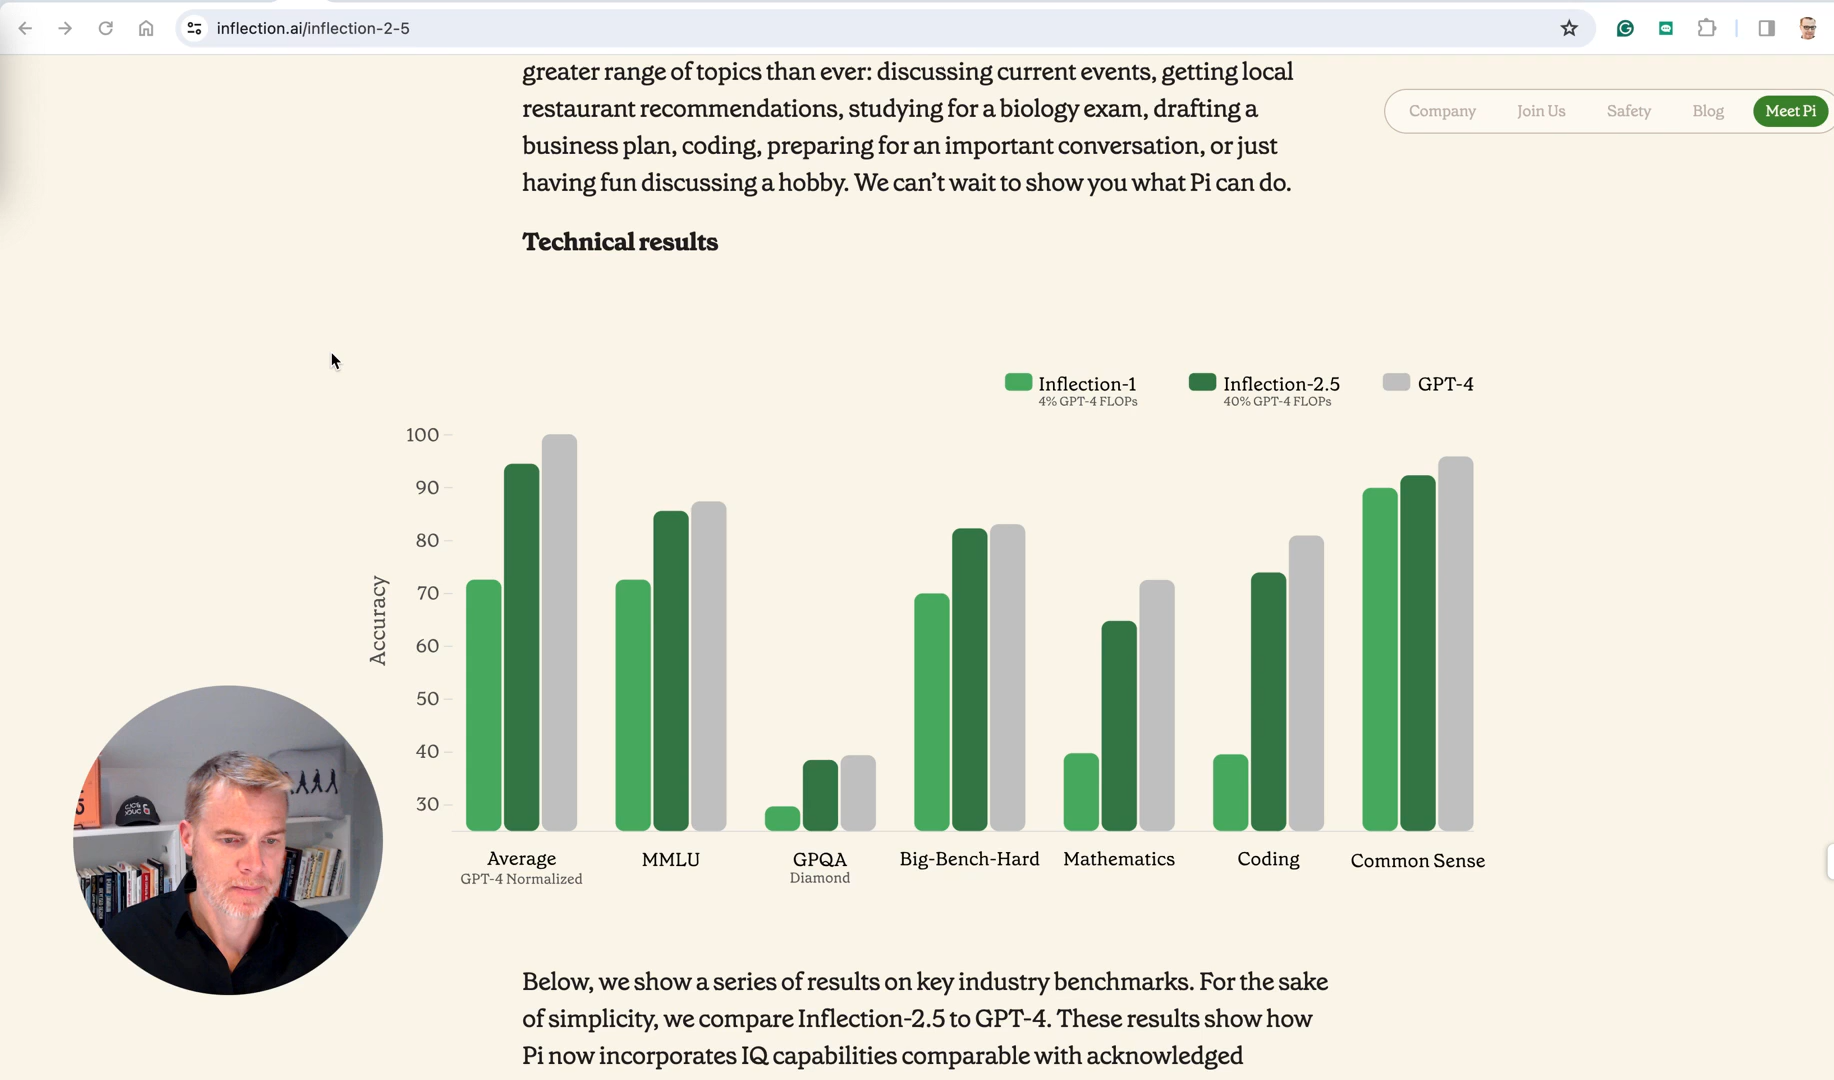 inflection.ai/inflection-2-5
greater range of topics than ever: discussing current events, getting local
restaurant recommendations, studying for a biology exam, drafting a
business plan, coding, preparing for an important conversation, or just
having fun discussing a hobby. We can’t wait to show you what Pi can do.
Company
Join Us
Safety
Blog
Meet Pi
Technical results
Inflection-1
4% GPT-4 FLOPs
Inflection-2.5
40% GPT-4 FLOPs
GPT-4
100
90
80
70
60
50
40
30
Accuracy
Average
GPT-4 Normalized
MMLU
GPQA
Diamond
Big-Bench-Hard
Mathematics
Coding
Common Sense
Below, we show a series of results on key industry benchmarks. For the sake
of simplicity, we compare Inflection-2.5 to GPT-4. These results show how
Pi now incorporates IQ capabilities comparable with acknowledged